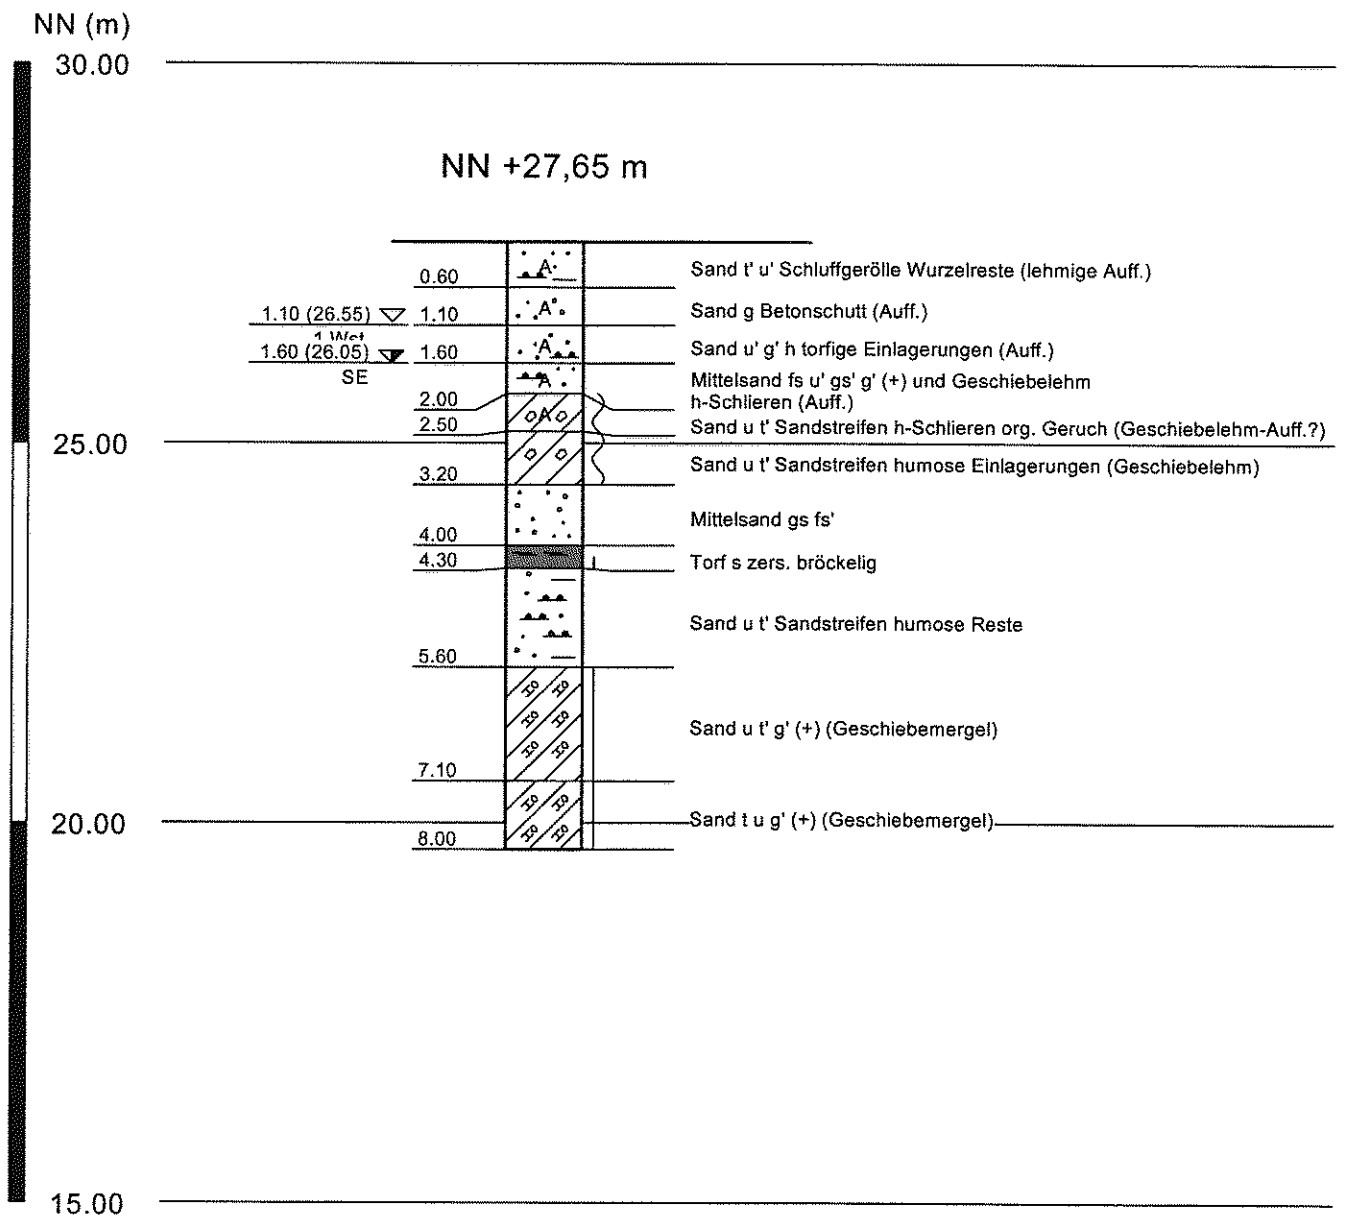 NN (m)
30.00
NN +27,65 m
0.60
Sand t' u' Schluffgerölle Wurzelreste (lehmige Auff.)
A
1.10 (26.55)
1.10
Sand g Betonschutt (Auff.)
A
1.60 (26.05)
1.60
Sand u' g' h torfige Einlagerungen (Auff.)
A
SE
2.00
Mittelsand fs u' gs' g' (+) und Geschiebelehm
h-Schlieren (Auff.)
A
2.50
Sand u t' Sandstreifen h-Schlieren org. Geruch (Geschiebelehm-Auff.?)
A
25.00
3.20
Sand u t' Sandstreifen humose Einlagerungen (Geschiebelehm)
4.00
Mittelsand gs fs'
4.30
Torf s zers. bröckelig
5.60
Sand u t' Sandstreifen humose Reste
7.10
Sand u t' g' (+) (Geschiebemergel)
20.00
8.00
Sand t u g' (+) (Geschiebemergel)
15.00